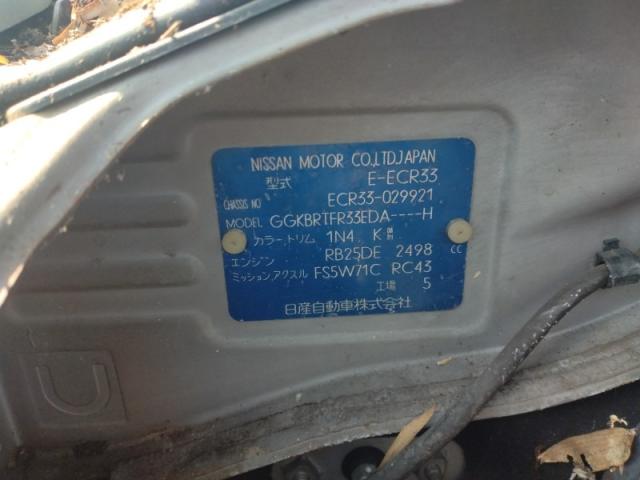 NISSAN MOTOR CO.,LTD.JAPAN
型式 E-ECR33
CHASSIS NO ECR33-029921
MODEL GGKBRTFR33EDA----H
カラー、トリム 1N4 K
エンジン RB25DE 2498 CC
ミッション,アクスル FS5W71C RC43
工場 5
日産自動車株式会社